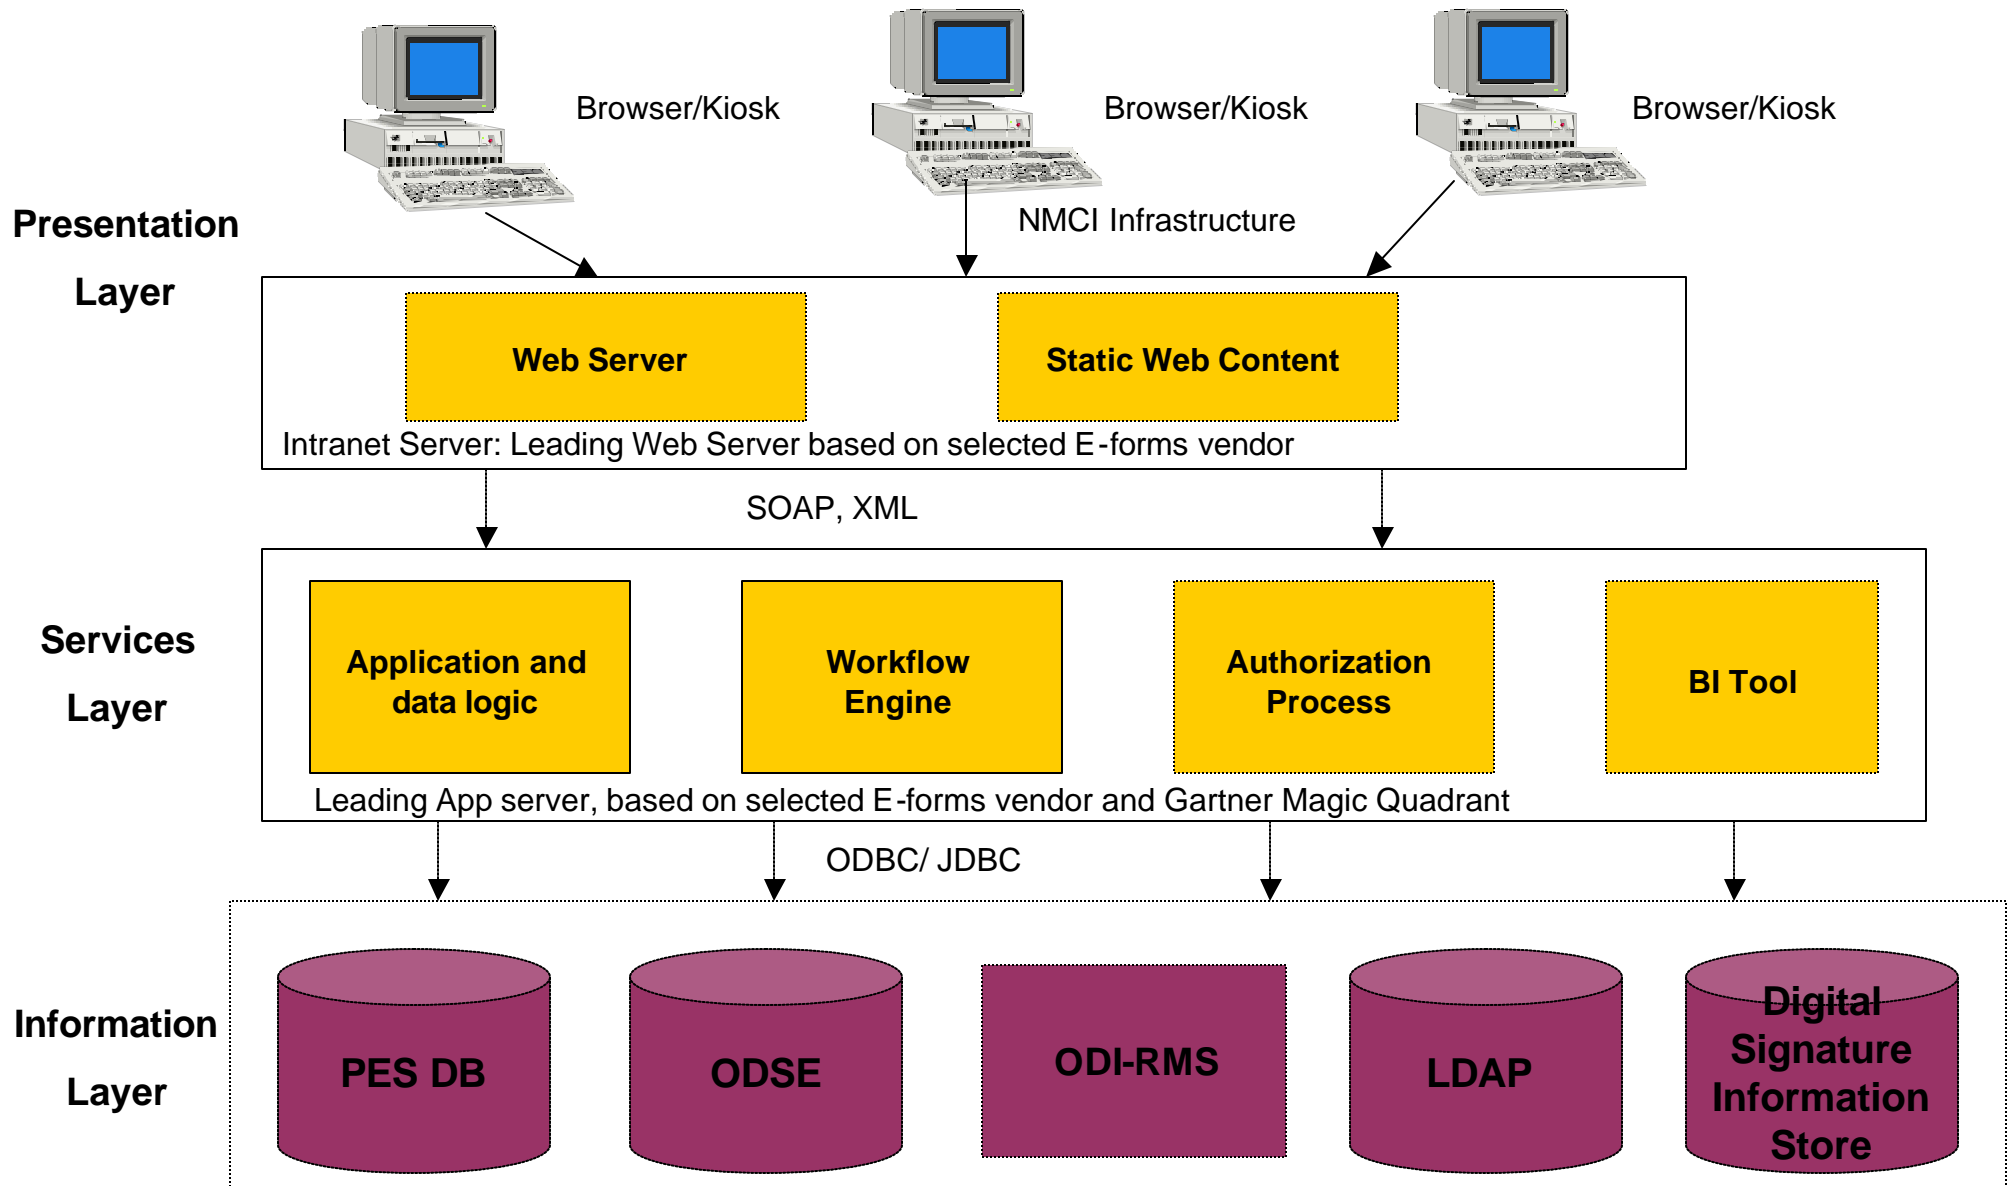 Browser/Kiosk
Browser/Kiosk
Browser/Kiosk
NMCI Infrastructure
Presentation
Layer
Web Server
Static Web Content
Intranet Server: Leading Web Server based on selected E-forms vendor
SOAP, XML
Services
Layer
Application and
data logic
Workflow
Engine
Authorization
Process
BI Tool
Leading App server, based on selected E-forms vendor and Gartner Magic Quadrant
ODBC/ JDBC
Information
Layer
PES DB
ODSE
ODI-RMS
LDAP
Digital
Signature
Information
Store